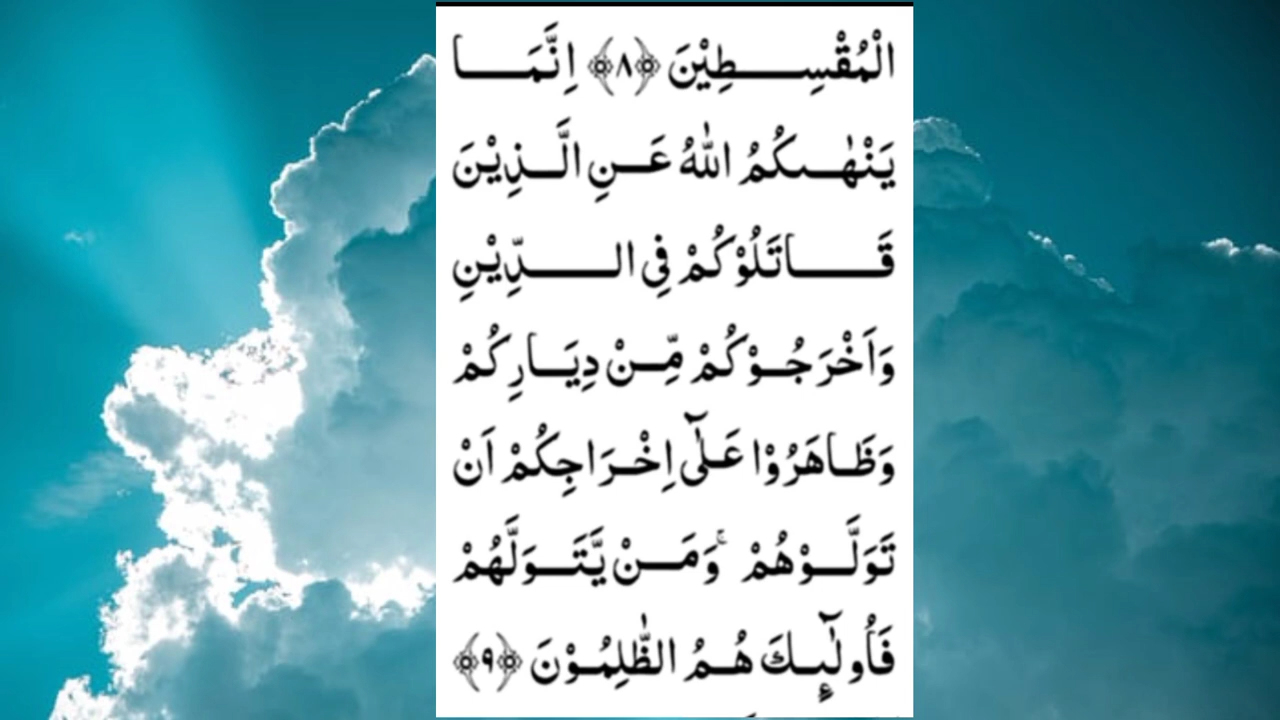 الْمُقْسِطِيْنَ ﴿٨﴾ اِنَّمَا
يَنْهٰىكُمُ اللّٰهُ عَنِ الَّذِيْنَ
قَاتَلُوْكُمْ فِى الدِّيْنِ
وَاَخْرَجُوْكُمْ مِّنْ دِيَارِكُمْ
وَظَاهَرُوْا عَلٰٓى اِخْرَاجِكُمْ اَنْ
تَوَلَّوْهُمْ ۚ وَمَنْ يَّتَوَلَّهُمْ
فَاُولٰٓئِكَ هُمُ الظّٰلِمُوْنَ ﴿٩﴾